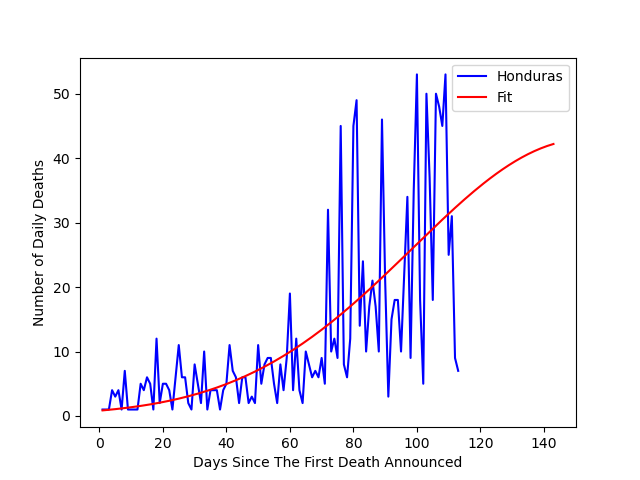 Honduras
Fit
50
40
30
20
10
0
Number of Daily Deaths
0 20 40 60 80 100 120 140
Days Since The First Death Announced